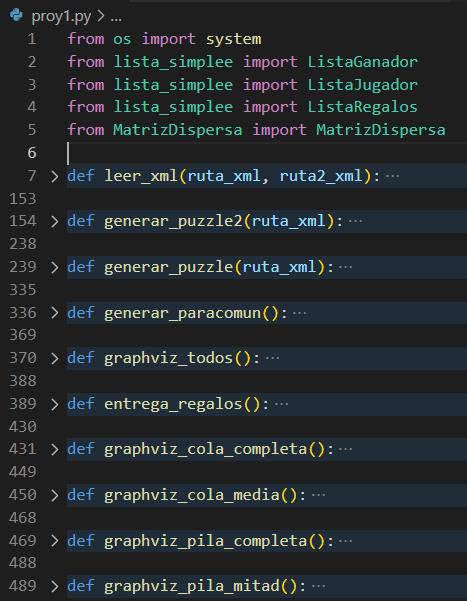 proy1.py > ...
1 from os import system
2 from lista_simplee import ListaGanador
3 from lista_simplee import ListaJugador
4 from lista_simplee import ListaRegalos
5 from MatrizDispersa import MatrizDispersa
6
7 > def leer_xml(ruta_xml, ruta2_xml): ...
153
154 > def generar_puzzle2(ruta_xml): ...
238
239 > def generar_puzzle(ruta_xml): ...
335
336 > def generar_paracomun(): ...
369
370 > def graphviz_todos(): ...
388
389 > def entrega_regalos(): ...
430
431 > def graphviz_cola_completa(): ...
449
450 > def graphviz_cola_media(): ...
468
469 > def graphviz_pila_completa(): ...
488
489 > def graphviz_pila_mitad(): ...